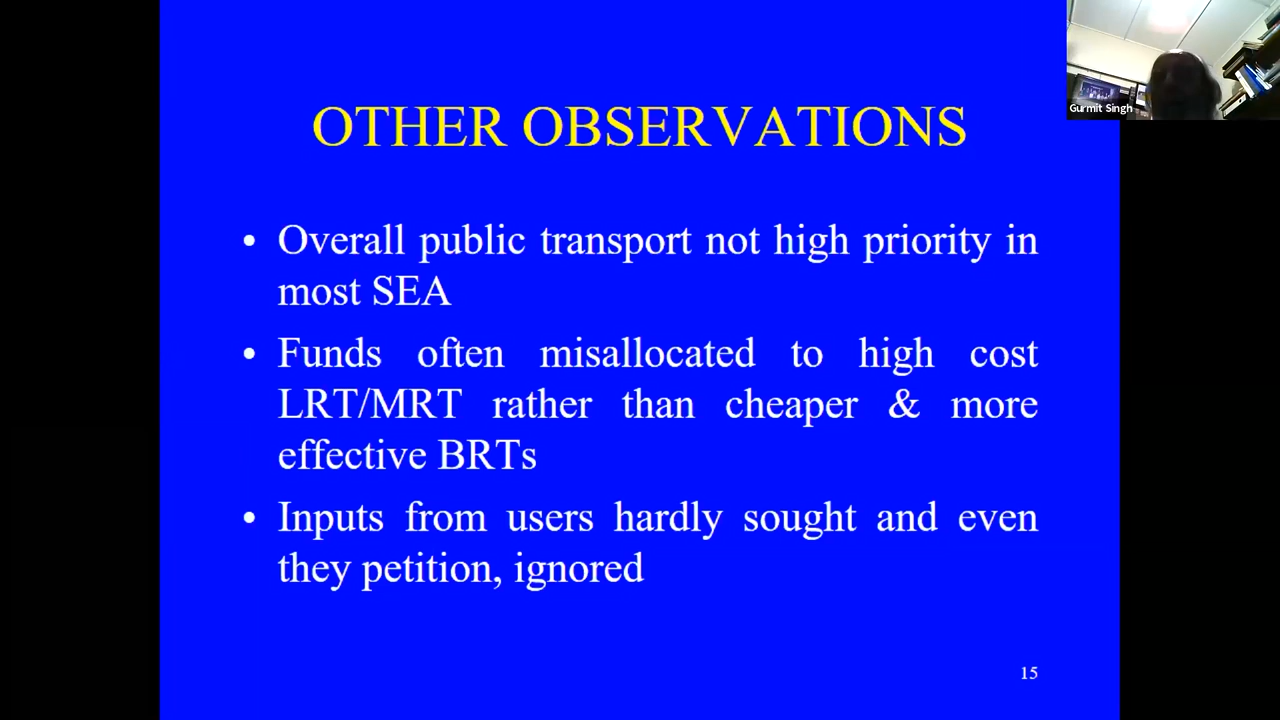 Gurmit Singh
OTHER OBSERVATIONS
• Overall public transport not high priority in
most SEA
• Funds often misallocated to high cost
LRT/MRT rather than cheaper & more
effective BRTs
• Inputs from users hardly sought and even
they petition, ignored
15